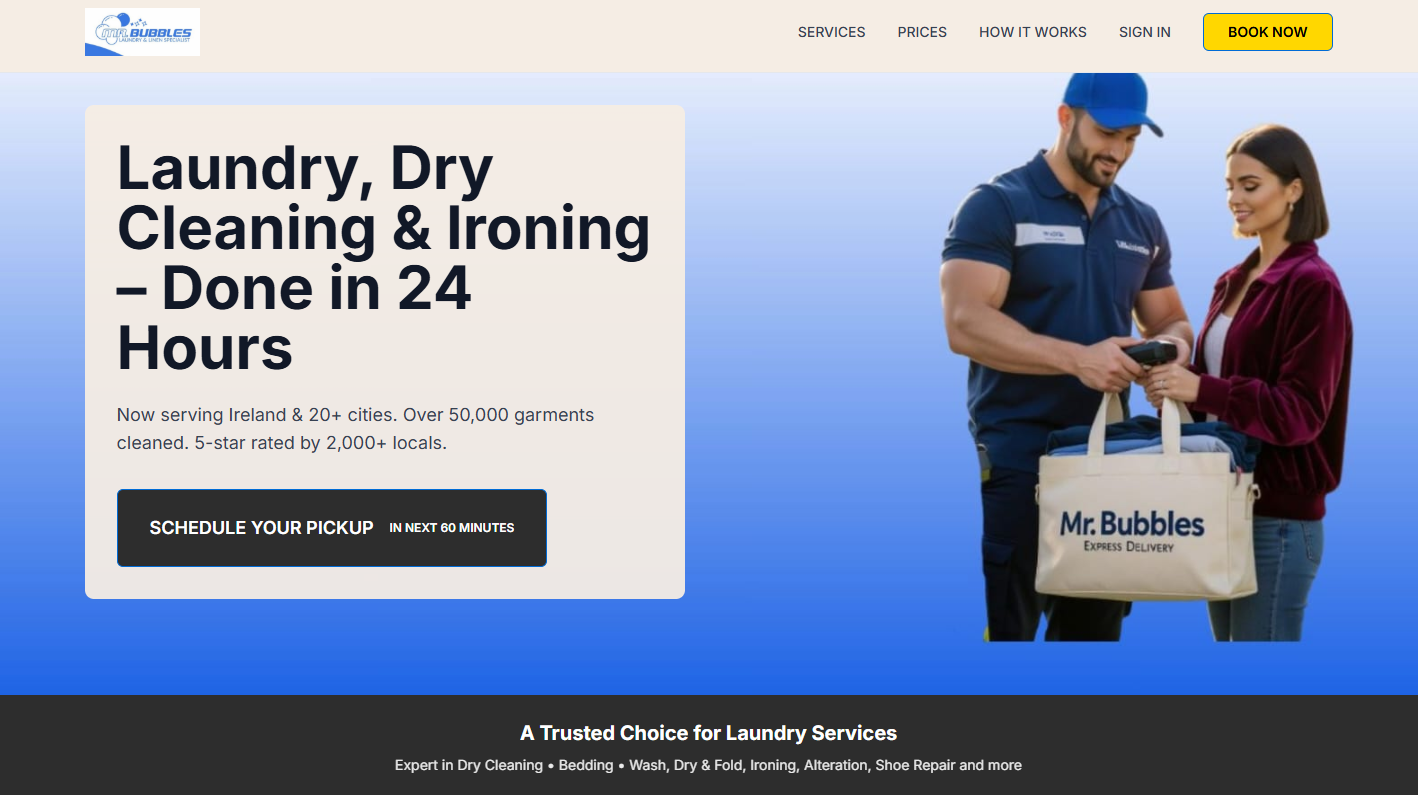 MR. BUBBLES
LAUNDRY & LINEN SPECIALIST
SERVICES
PRICES
HOW IT WORKS
SIGN IN
BOOK NOW
Laundry, Dry
Cleaning & Ironing
– Done in 24
Hours
Now serving Ireland & 20+ cities. Over 50,000 garments
cleaned. 5-star rated by 2,000+ locals.
SCHEDULE YOUR PICKUP IN NEXT 60 MINUTES
Mr. Bubbles
EXPRESS DELIVERY
A Trusted Choice for Laundry Services
Expert in Dry Cleaning • Bedding • Wash, Dry & Fold, Ironing, Alteration, Shoe Repair and more